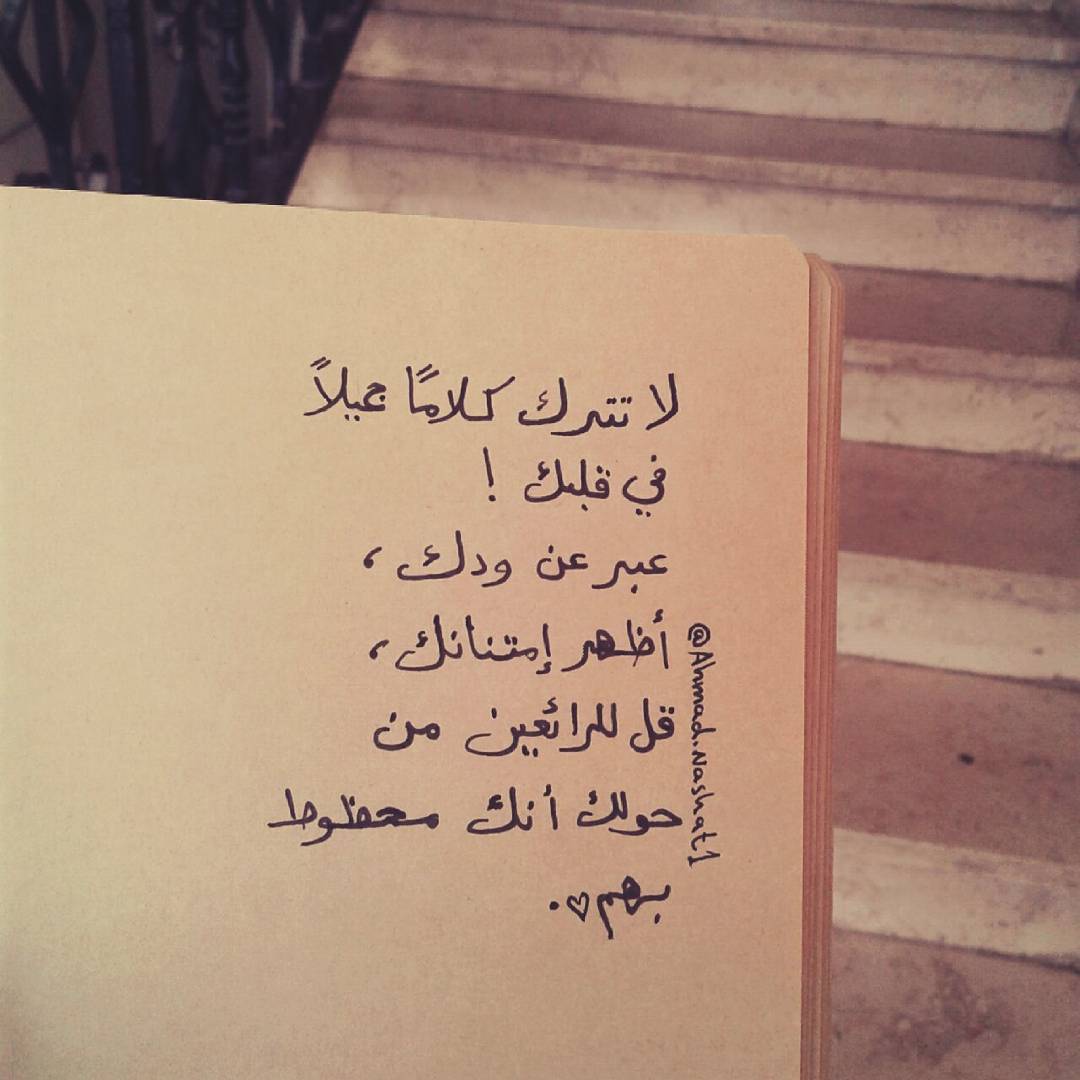 لا تترك كلامًا جميلاً
في قلبك !
عبر عن ودك ،
أظهر إمتنانك ،
قل للرائعين من
حولك أنك محظوظ
بهم♡.
@Ahmad.Nashat1